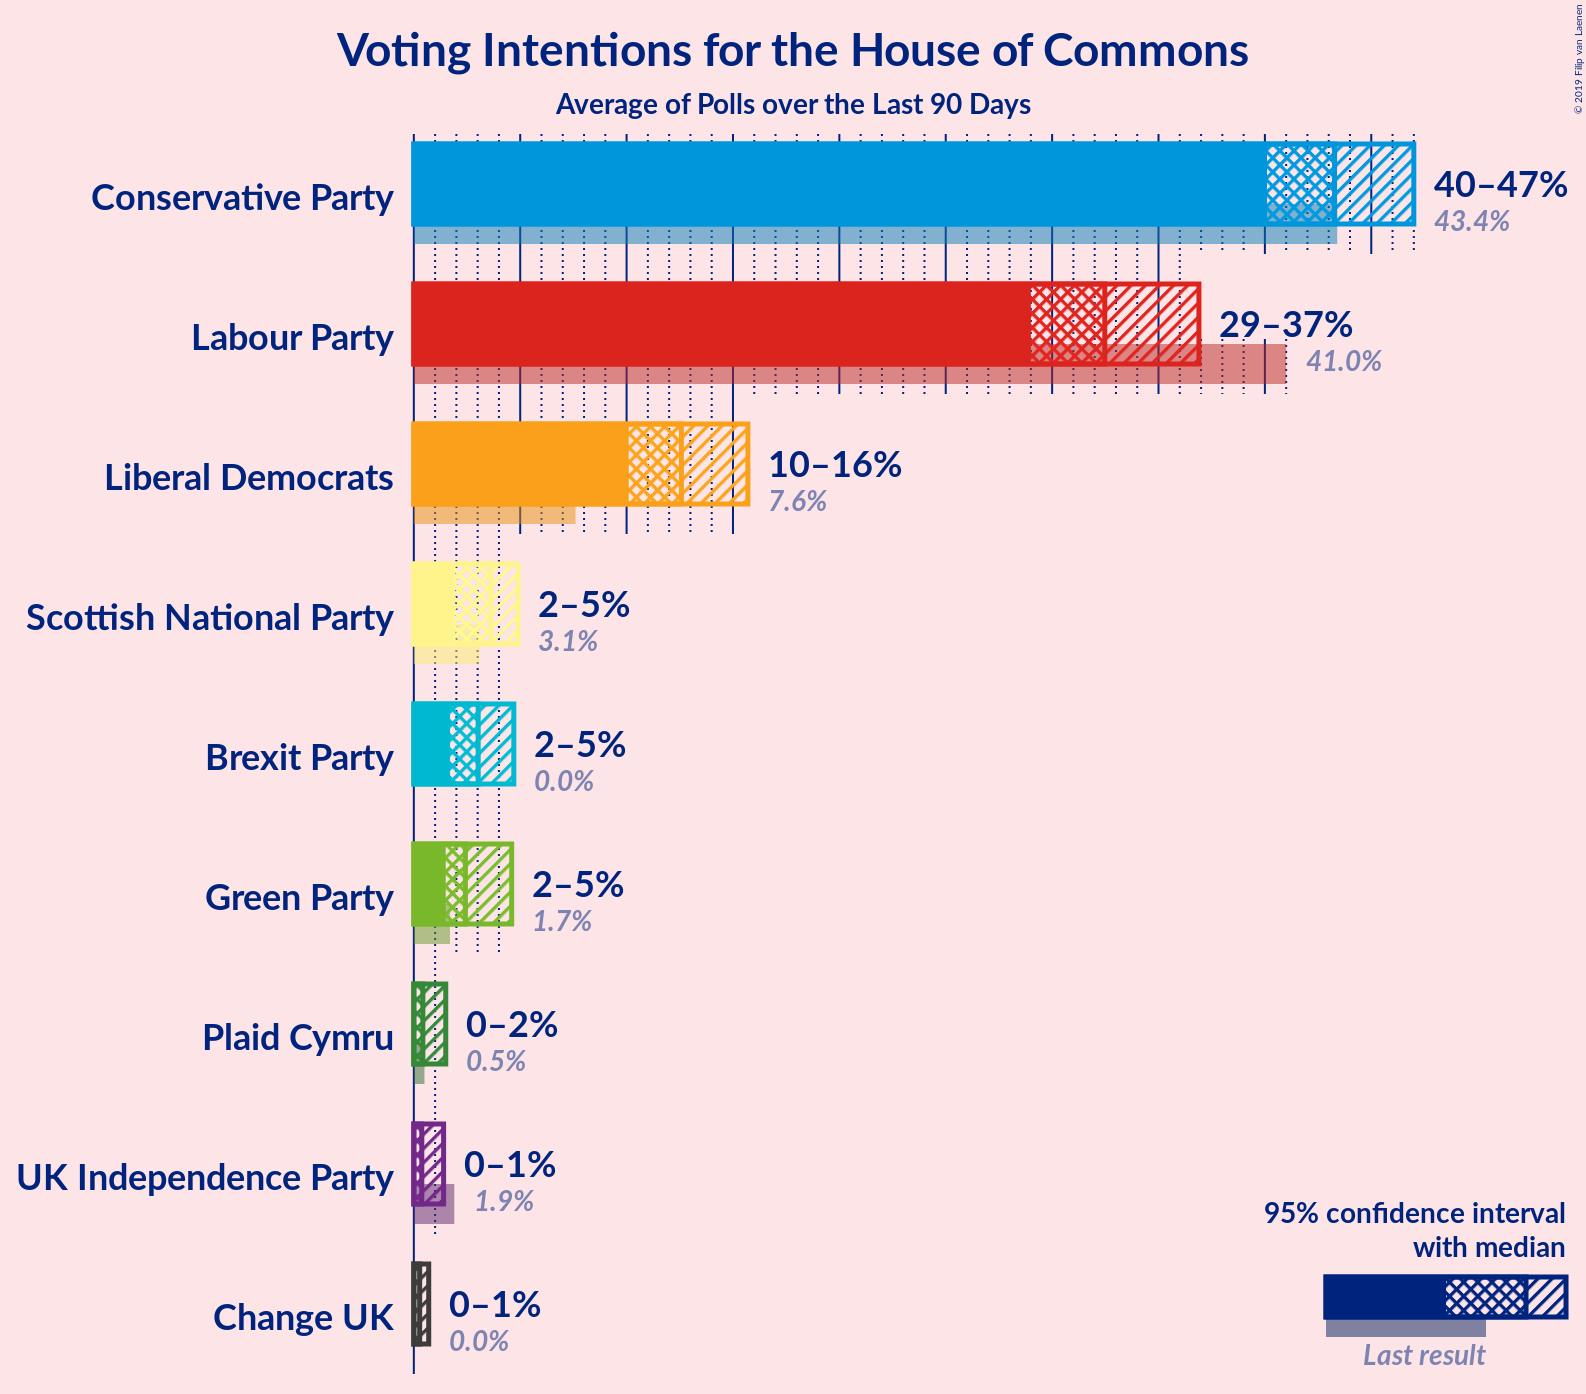 Voting Intentions for the House of Commons
Average of Polls over the Last 90 Days
© 2019 Filip van Laenen
Conservative Party
40–47%
43.4%
Labour Party
29–37%
41.0%
Liberal Democrats
10–16%
7.6%
Scottish National Party
2–5%
3.1%
Brexit Party
2–5%
0.0%
Green Party
2–5%
1.7%
Plaid Cymru
0–2%
0.5%
UK Independence Party
0–1%
1.9%
Change UK
0–1%
0.0%
95% confidence interval
with median
Last result